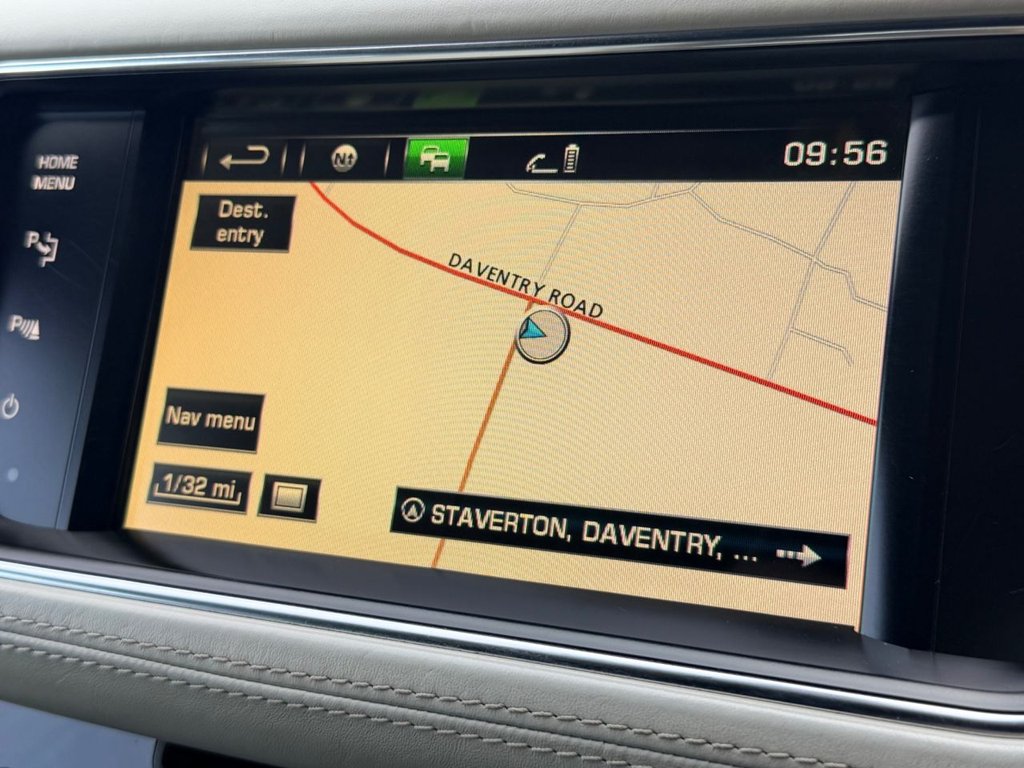 HOME
MENU
P
P
N
09:56
Dest.
entry
DAVENTRY ROAD
Nav menu
1/32 mi
STAVERTON, DAVENTRY, ...